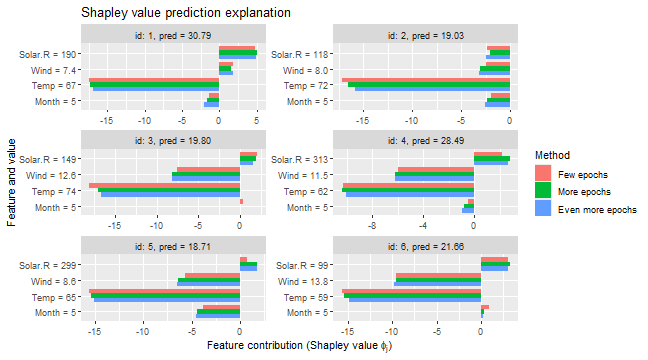 Shapley value prediction explanation
id: 1, pred = 30.79
id: 2, pred = 19.03
Solar.R = 190
Wind = 7.4
Temp = 67
Month = 5
-15 -10 -5 0 5
Solar.R = 118
Wind = 8.0
Temp = 72
Month = 5
-15 -10 -5 0
id: 3, pred = 19.80
id: 4, pred = 28.49
Solar.R = 149
Wind = 12.6
Temp = 74
Month = 5
-15 -10 -5 0
Solar.R = 313
Wind = 11.5
Temp = 62
Month = 5
-8 -4 0
id: 5, pred = 18.71
id: 6, pred = 21.66
Solar.R = 299
Wind = 8.6
Temp = 65
Month = 5
-15 -10 -5 0
Solar.R = 99
Wind = 13.8
Temp = 59
Month = 5
-15 -10 -5 0
Feature and value
Feature contribution (Shapley value ϕj)
Method
Few epochs
More epochs
Even more epochs